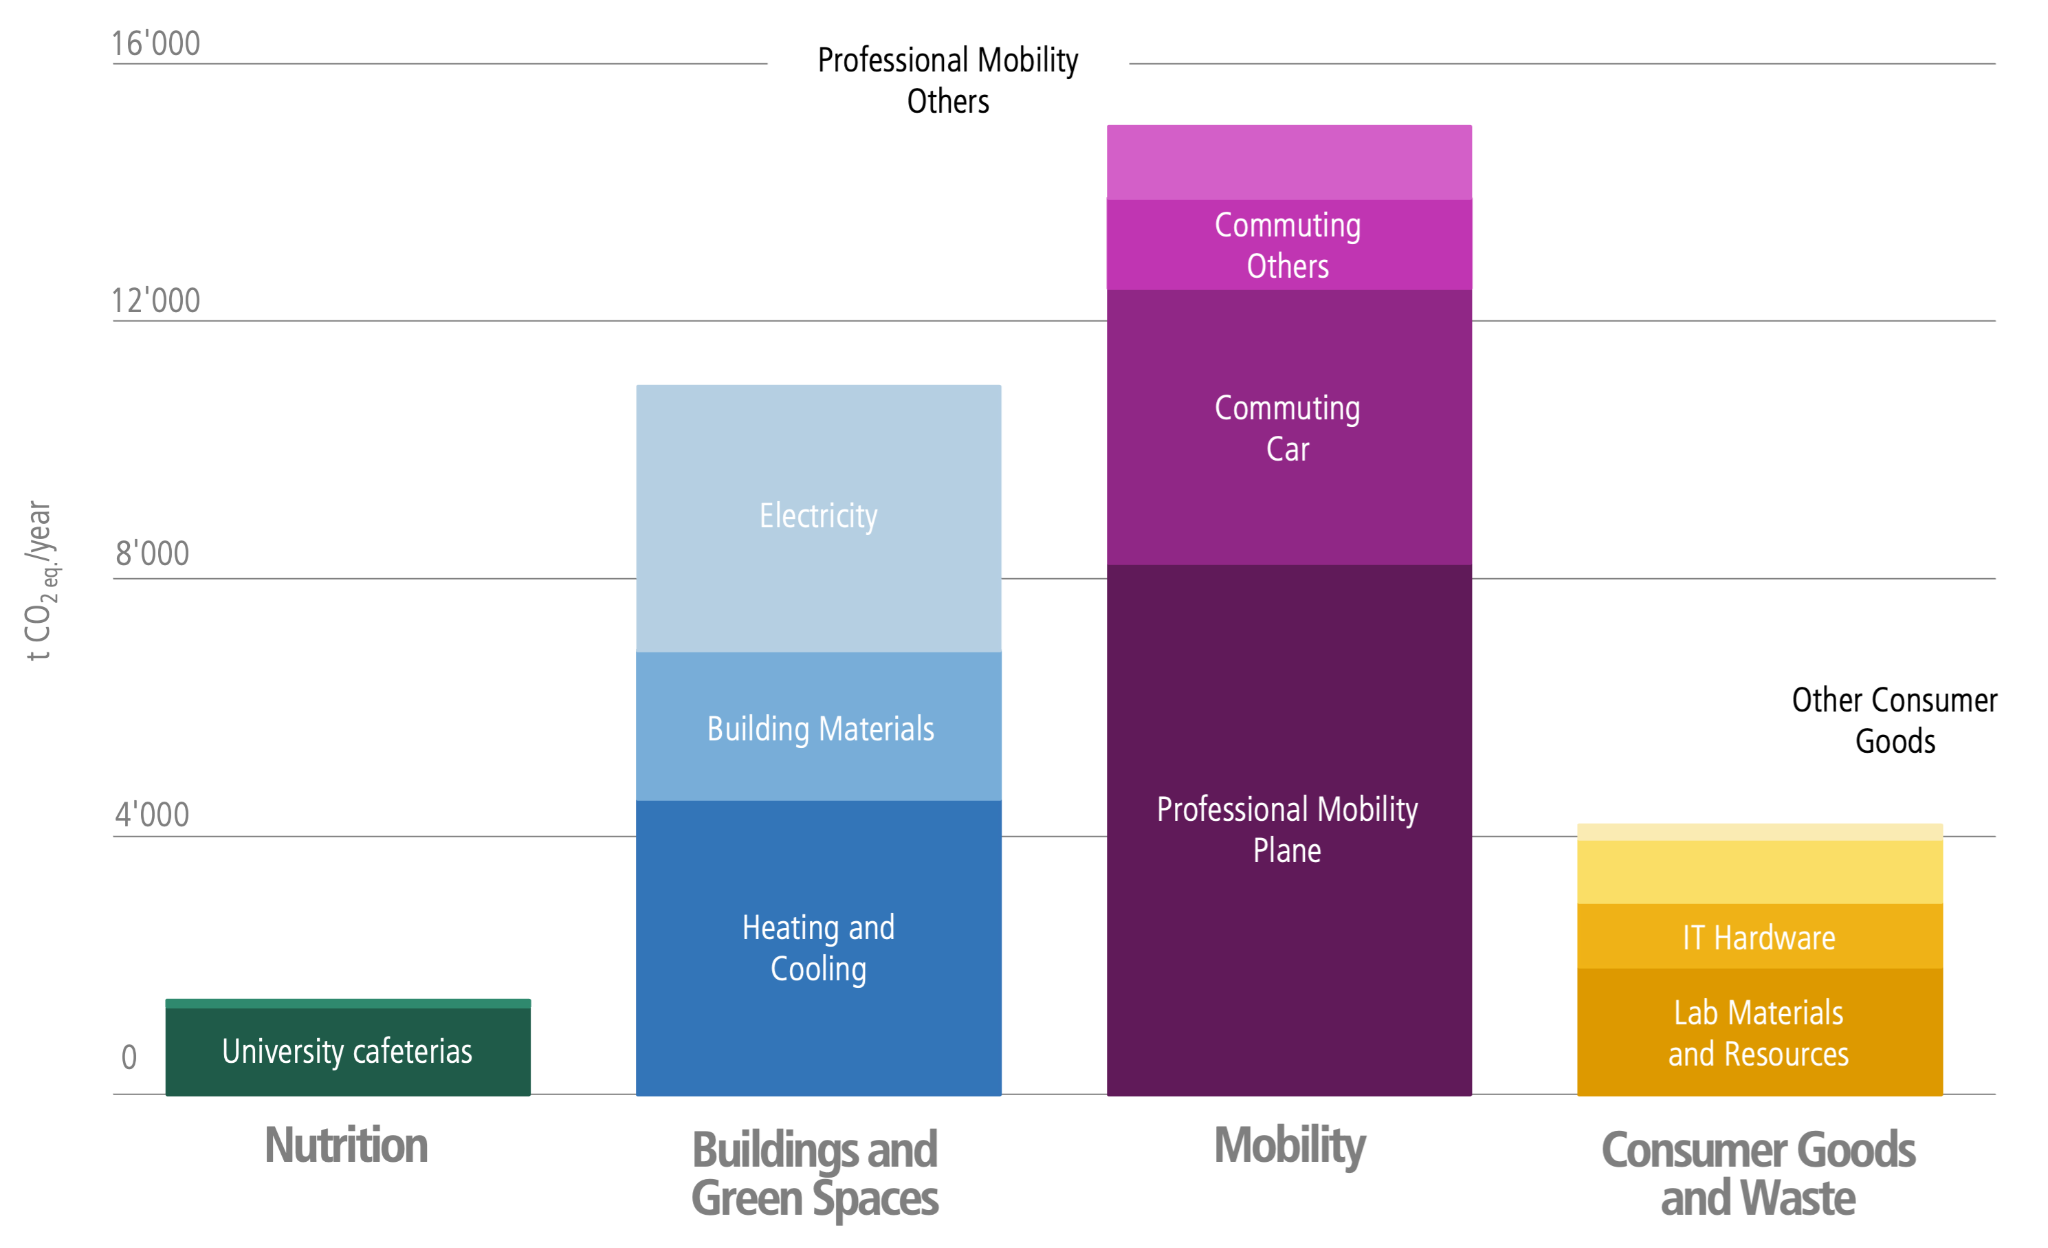 16'000
Professional Mobility
Others
Commuting
Others
12'000
Commuting
Car
Electricity
8'000
t CO2 eq./year
Other Consumer
Goods
Building Materials
4'000
Professional Mobility
Plane
Heating and
Cooling
IT Hardware
Lab Materials
and Resources
University cafeterias
0
Nutrition
Buildings and
Green Spaces
Mobility
Consumer Goods
and Waste